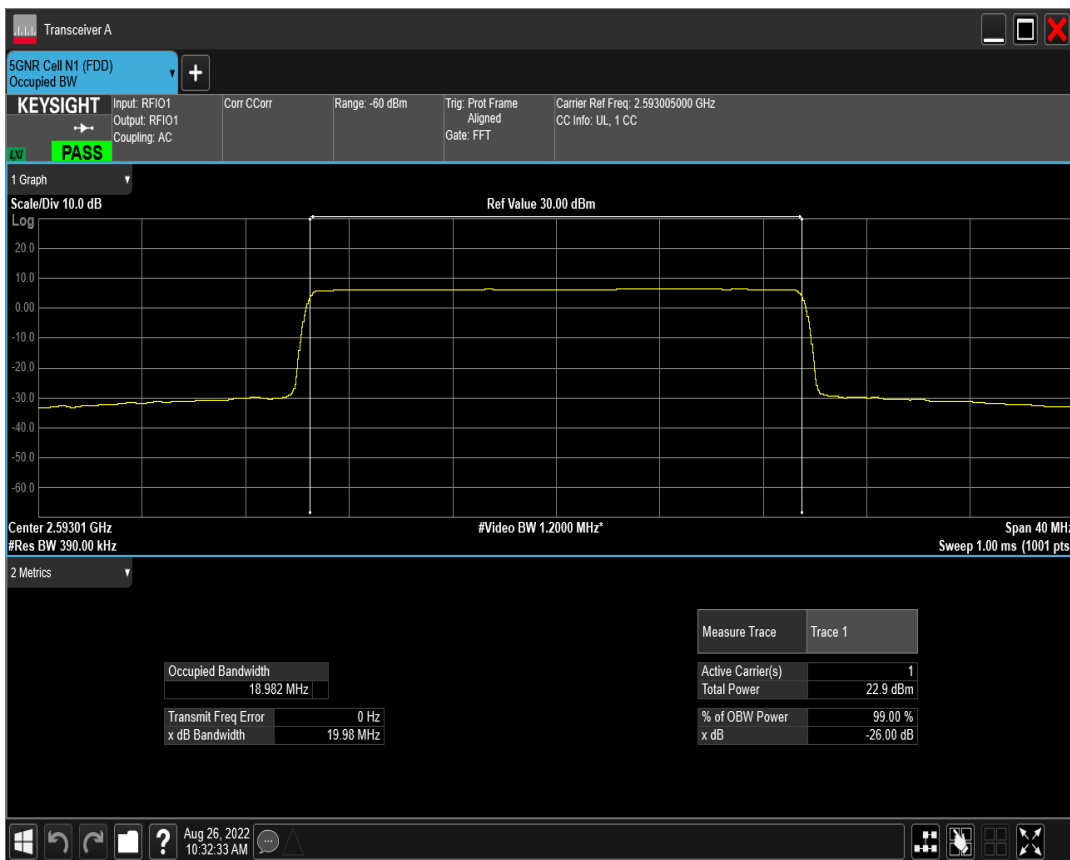 Transceiver A
5GNR Cell N1 (FDD)
Occupied BW
+
KEYSIGHT
LXI
PASS
Input: RFIO1
Output: RFIO1
Coupling: AC
Corr CCorr
Range: -60 dBm
Trig: Prot Frame
Aligned
Gate: FFT
Carrier Ref Freq: 2.593005000 GHz
CC Info: UL, 1 CC
1 Graph
Scale/Div 10.0 dB
Ref Value 30.00 dBm
Log
20.0
10.0
0.00
-10.0
-20.0
-30.0
-40.0
-50.0
-60.0
Center 2.59301 GHz
#Video BW 1.2000 MHz*
Span 40 MHz
#Res BW 390.00 kHz
Sweep 1.00 ms (1001 pts
2 Metrics
Measure Trace Trace 1
Occupied Bandwidth
18.982 MHz
Active Carrier(s) 1
Total Power 22.9 dBm
Transmit Freq Error 0 Hz
x dB Bandwidth 19.98 MHz
% of OBW Power 99.00 %
x dB -26.00 dB
?
Aug 26, 2022
10:32:33 AM